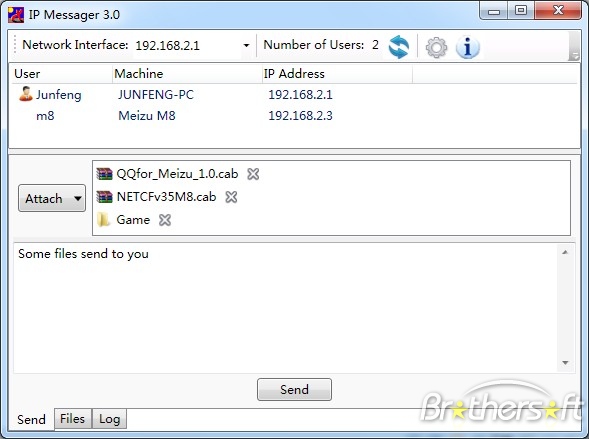 IP Messager 3.0
Network Interface: 192.168.2.1 Number of Users: 2
User Machine IP Address
Junfeng JUNFENG-PC 192.168.2.1
m8 Meizu M8 192.168.2.3
Attach
QQfor_Meizu_1.0.cab
NETCFv35M8.cab
Game
Some files send to you
Send
Send Files Log
Brothersoft